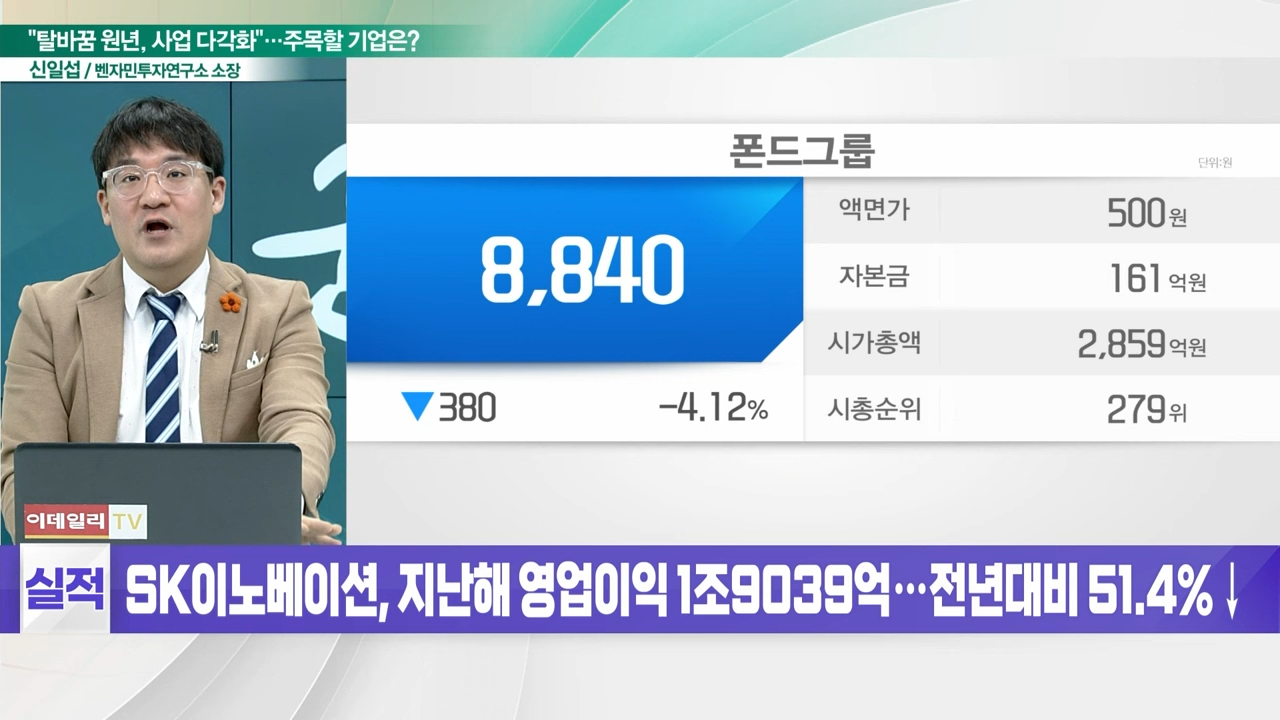 "탈바꿈 원년, 사업 다각화"…주목할 기업은?
신일섭 / 벤자민투자연구소 소장
폰드그룹
단위:원
8,840
▼380 -4.12%
액면가 500원
자본금 161억원
시가총액 2,859억원
시총순위 279위
이데일리TV
실적 SK이노베이션, 지난해 영업이익 1조9039억…전년대비 51.4%↓